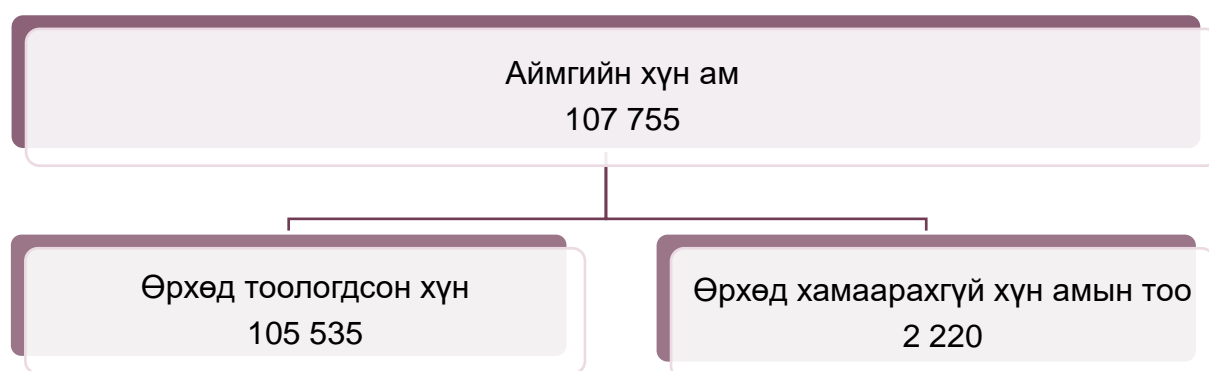 Аймгийн хүн ам
107 755
Өрхөд тоологдсон хүн
105 535
Өрхөд хамаарахгүй хүн амын тоо
2 220